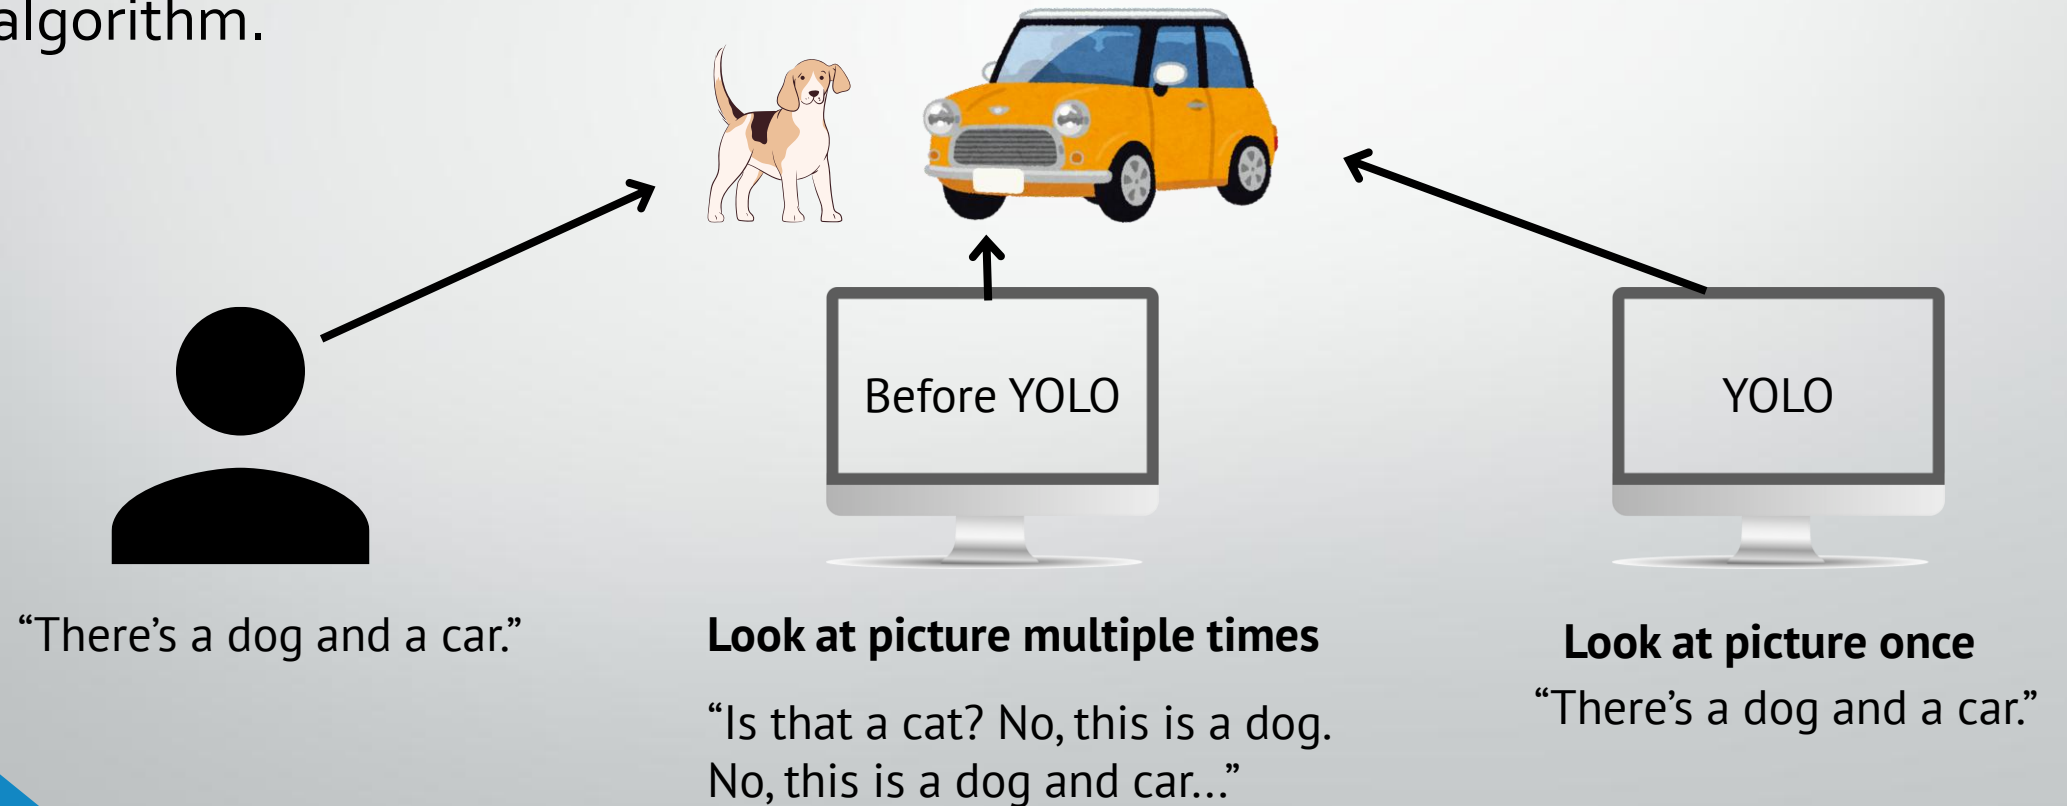 algorithm.
Before YOLO
YOLO
“There’s a dog and a car.”
Look at picture multiple times
“Is that a cat? No, this is a dog.
No, this is a dog and car...”
Look at picture once
“There’s a dog and a car.”